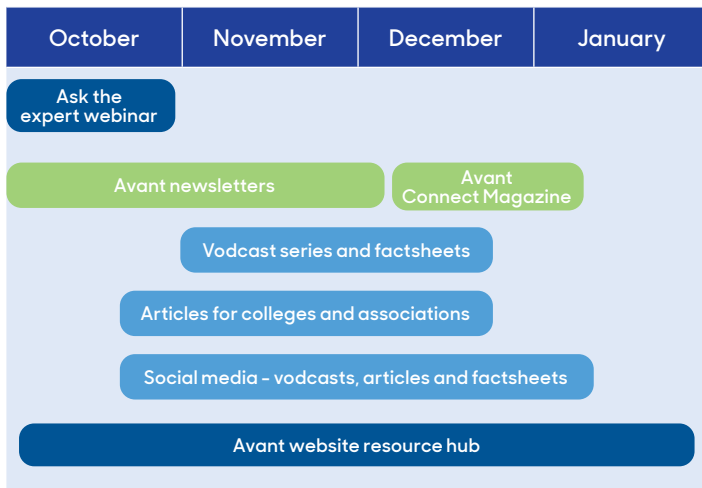 October
November
December
January
Ask the
expert webinar
Avant newsletters
Avant
Connect Magazine
Vodcast series and factsheets
Articles for colleges and associations
Social media - vodcasts, articles and factsheets
Avant website resource hub